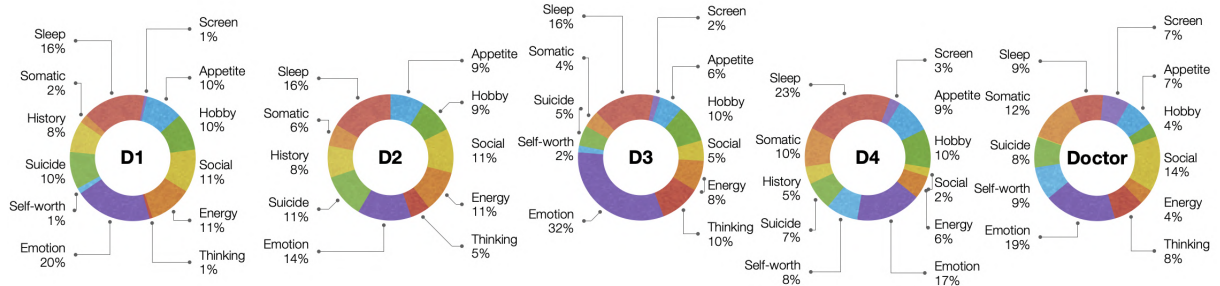 Sleep
16%
Screen
1%
Somatic
2%
Appetite
10%
History
8%
Hobby
10%
D1
Suicide
10%
Social
11%
Self-worth
1%
Energy
11%
Emotion
20%
Thinking
1%
Sleep
16%
Appetite
9%
Somatic
6%
Hobby
9%
History
8%
D2
Social
11%
Suicide
11%
Energy
11%
Emotion
14%
Thinking
5%
Sleep
16%
Screen
2%
Somatic
4%
Appetite
6%
Suicide
5%
Hobby
10%
Self-worth
2%
D3
Social
5%
Energy
8%
Emotion
32%
Thinking
10%
Sleep
23%
Screen
3%
Appetite
9%
Somatic
10%
Hobby
10%
D4
History
5%
Social
2%
Suicide
7%
Energy
6%
Self-worth
8%
Emotion
17%
Sleep
9%
Screen
7%
Somatic
12%
Appetite
7%
Hobby
4%
Suicide
8%
Doctor
Social
14%
Self-worth
9%
Energy
4%
Emotion
19%
Thinking
8%